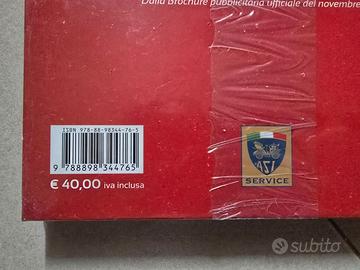 Dalla Brochure pubblicitaria ufficiale del novembre
ISBN 978-88-98344-76-5
9 788898 344765
€ 40,00 iva inclusa
ASI
SERVICE
subito